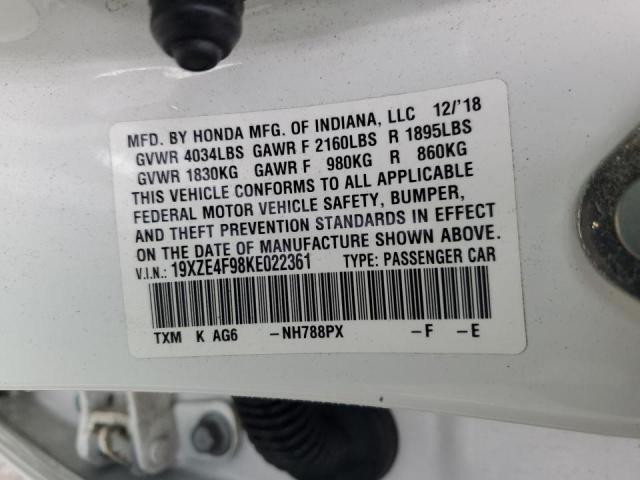 MFD. BY HONDA MFG. OF INDIANA, LLC 12/'18
GVWR 4034LBS GAWR F 2160LBS R 1895LBS
GVWR 1830KG GAWR F 980KG R 860KG
THIS VEHICLE CONFORMS TO ALL APPLICABLE
FEDERAL MOTOR VEHICLE SAFETY, BUMPER,
AND THEFT PREVENTION STANDARDS IN EFFECT
ON THE DATE OF MANUFACTURE SHOWN ABOVE.
V.I.N.: 19XZE4F98KE022361 TYPE: PASSENGER CAR
TXM K AG6 -NH788PX -F -E